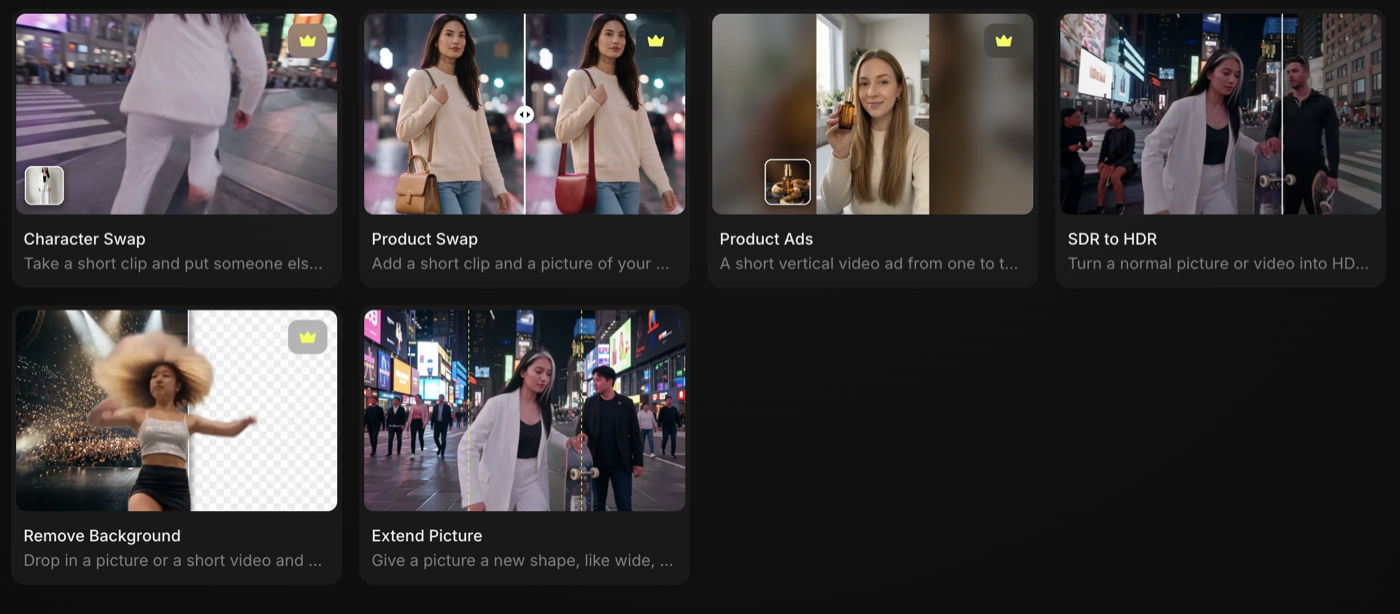 Character Swap
Take a short clip and put someone els...
Product Swap
Add a short clip and a picture of your ...
Product Ads
A short vertical video ad from one to t...
SDR to HDR
Turn a normal picture or video into HD...
Remove Background
Drop in a picture or a short video and ...
Extend Picture
Give a picture a new shape, like wide, ...